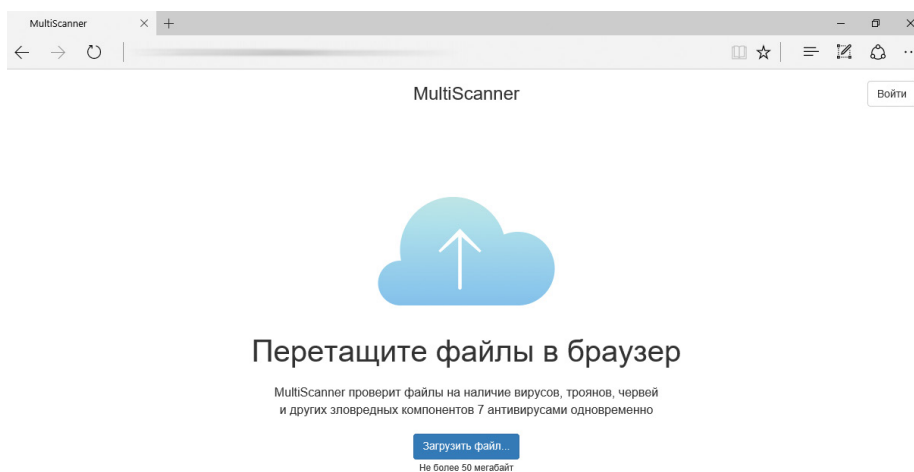 MultiScanner
MultiScanner
Войти
Перетащите файлы в браузер
MultiScanner проверит файлы на наличие вирусов, троянов, червей
и других зловредных компонентов 7 антивирусами одновременно
Загрузить файл...
Не более 50 мегабайт